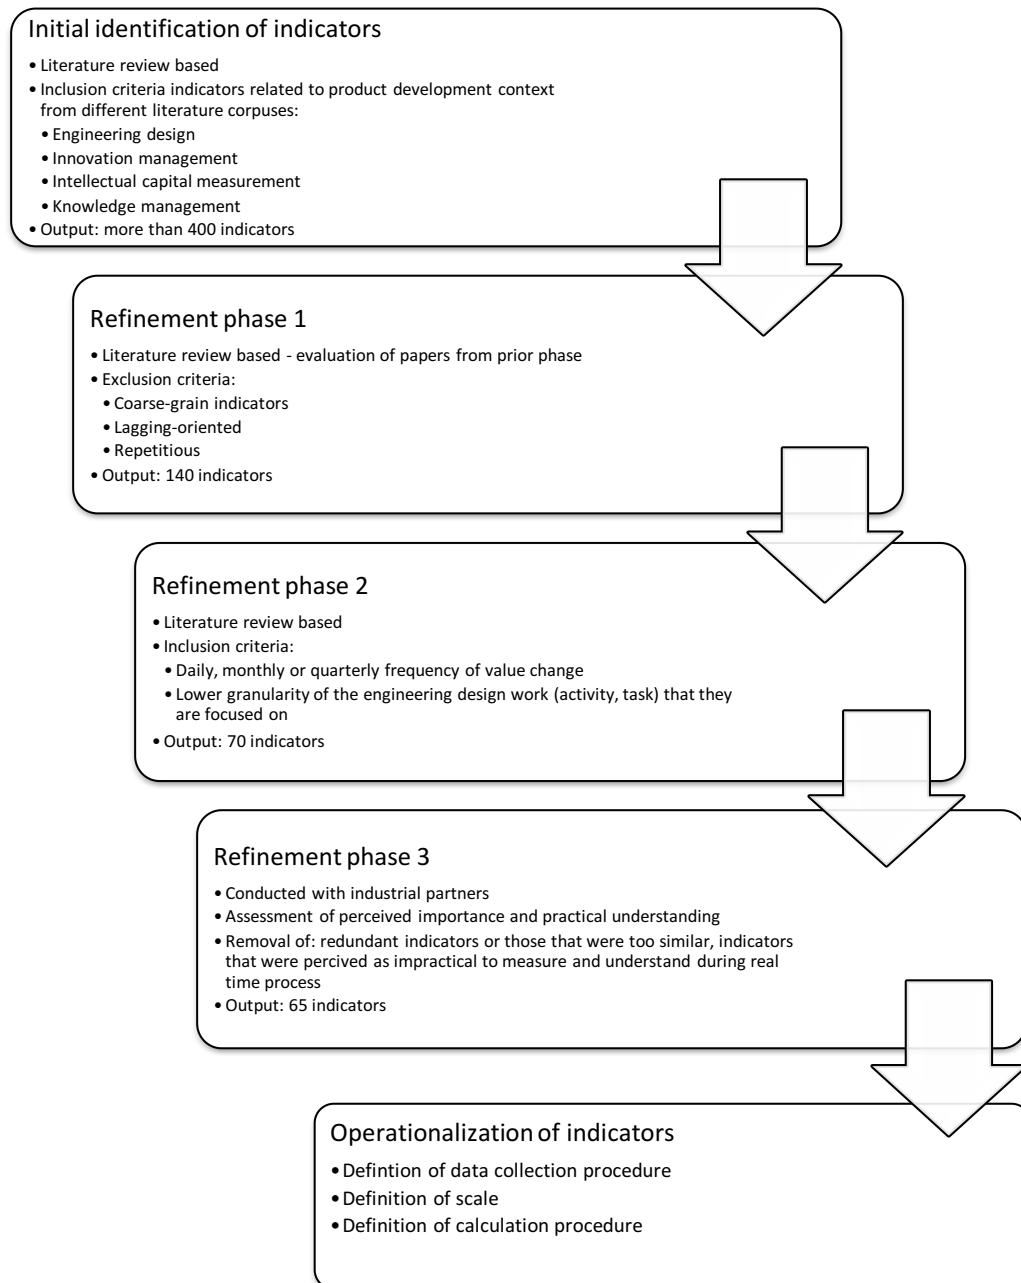 Initial identification of indicators
• Literature review based
• Inclusion criteria indicators related to product development context
from different literature corpuses:
• Engineering design
• Innovation management
• Intellectual capital measurement
• Knowledge management
• Output: more than 400 indicators
Refinement phase 1
• Literature review based - evaluation of papers from prior phase
• Exclusion criteria:
• Coarse-grain indicators
• Lagging-oriented
• Repetitious
• Output: 140 indicators
Refinement phase 2
• Literature review based
• Inclusion criteria:
• Daily, monthly or quarterly frequency of value change
• Lower granularity of the engineering design work (activity, task) that they
are focused on
• Output: 70 indicators
Refinement phase 3
• Conducted with industrial partners
• Assessment of perceived importance and practical understanding
• Removal of: redundant indicators or those that were too similar, indicators
that were percived as impractical to measure and understand during real
time process
• Output: 65 indicators
Operationalization of indicators
• Defintion of data collection procedure
• Definition of scale
• Definition of calculation procedure